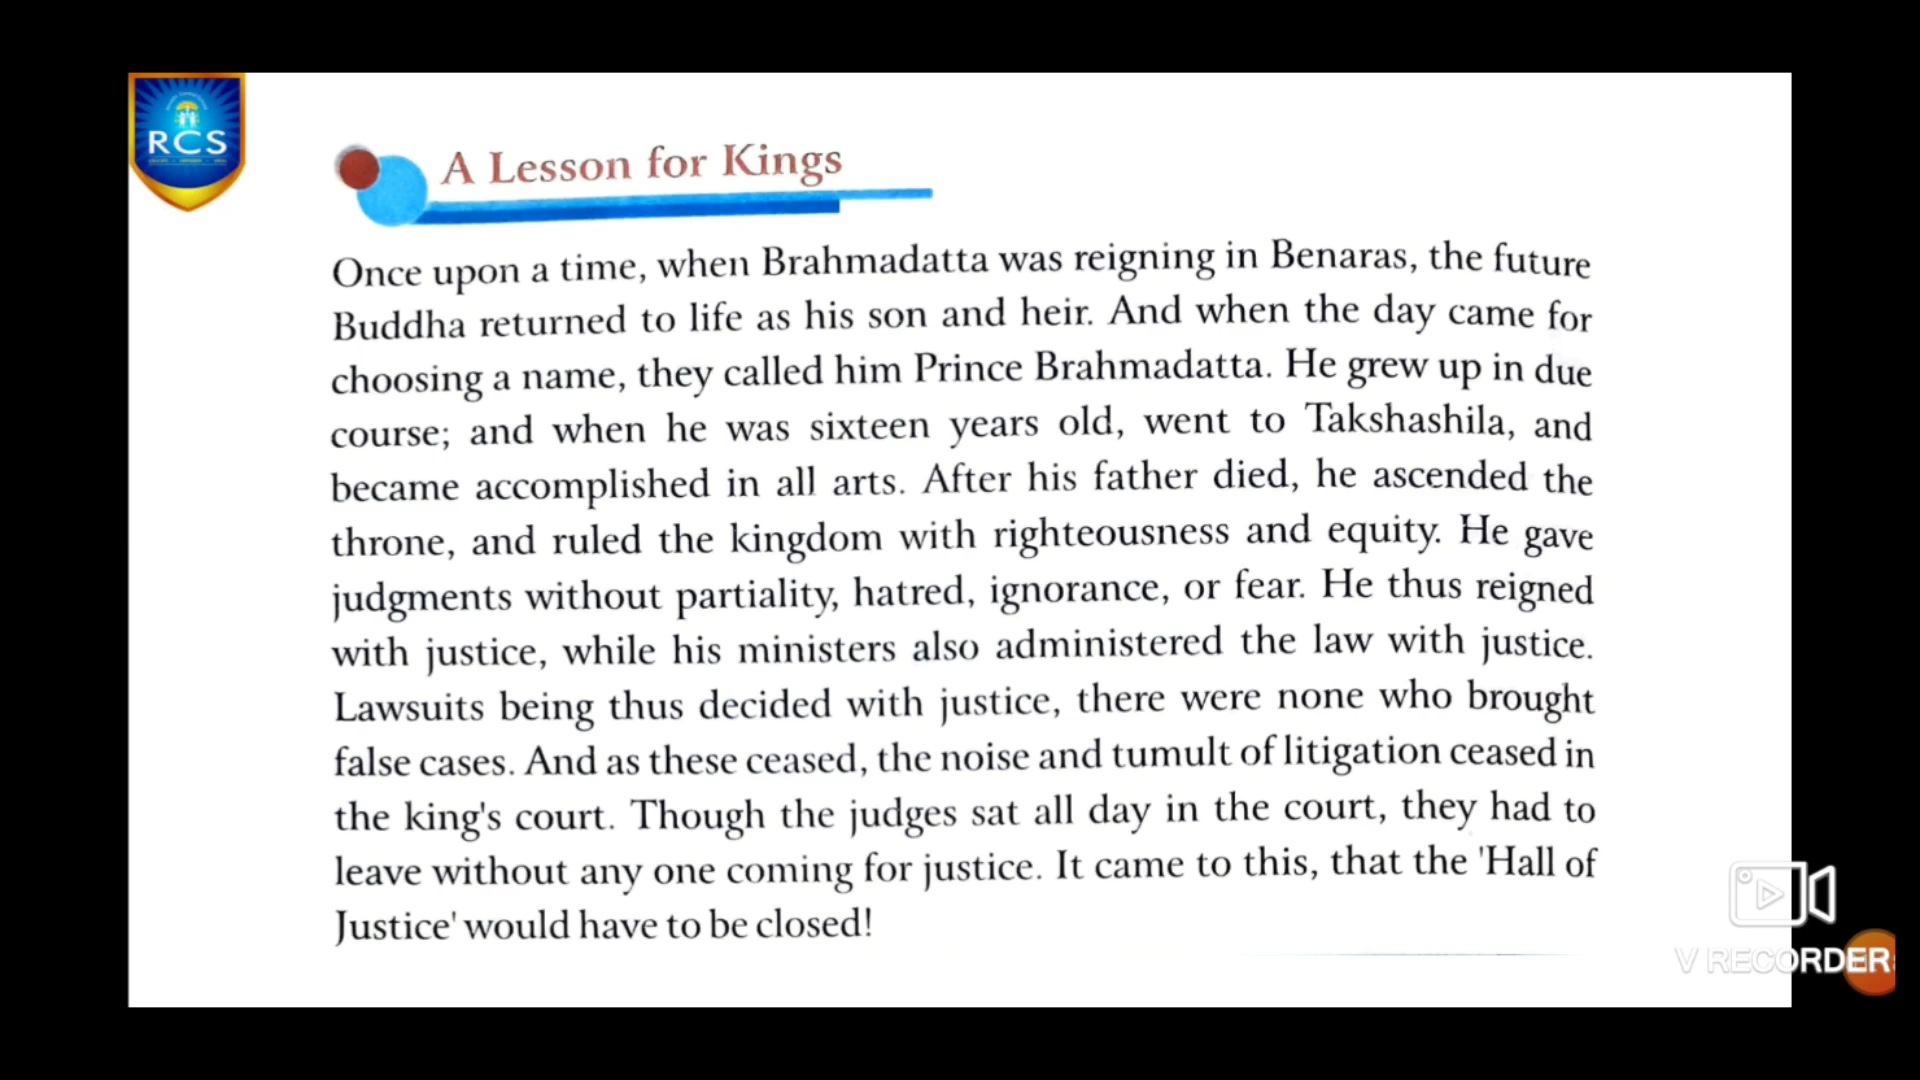 RCS
A Lesson for Kings
Once upon a time, when Brahmadatta was reigning in Benaras, the future
Buddha returned to life as his son and heir. And when the day came for
choosing a name, they called him Prince Brahmadatta. He grew up in due
course; and when he was sixteen years old, went to Takshashila, and
became accomplished in all arts. After his father died, he ascended the
throne, and ruled the kingdom with righteousness and equity. He gave
judgments without partiality, hatred, ignorance, or fear. He thus reigned
with justice, while his ministers also administered the law with justice.
Lawsuits being thus decided with justice, there were none who brought
false cases. And as these ceased, the noise and tumult of litigation ceased in
the king's court. Though the judges sat all day in the court, they had to
leave without any one coming for justice. It came to this, that the 'Hall of
Justice' would have to be closed!
V RECORDER